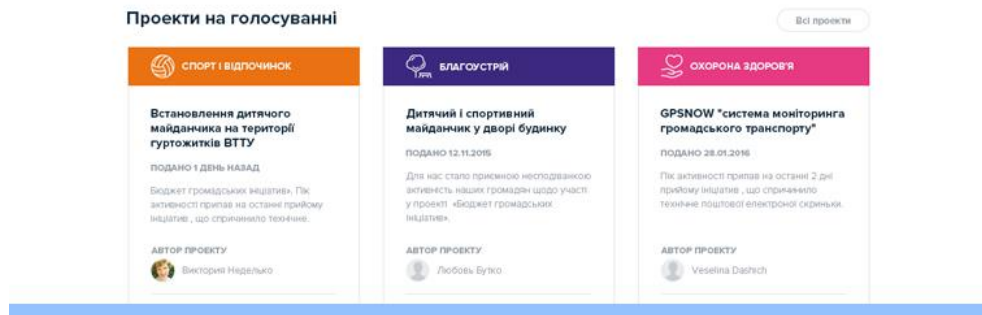 Проекти на голосуванні
Всі проекти
СПОРТ І ВІДПОЧИНОК
Встановлення дитячого
майданчика на території
гуртожитків ВТТУ
ПОДАНО 1 ДЕНЬ НАЗАД
Бюджет громадських ініціатив». Пік
активності припав на останні прийому
ініціатив , що спричинило технічне.
АВТОР ПРОЕКТУ
Виктория Неделько
БЛАГОУСТРІЙ
Дитячий і спортивний
майданчик у дворі будинку
ПОДАНО 12.11.2015
Для нас стало приємною несподіванкою
активність наших громадян щодо участі
у проекті «Бюджет громадських
ініціатив».
АВТОР ПРОЕКТУ
Любовь Бутко
ОХОРОНА ЗДОРОВ'Я
GPSNOW "система моніторинга
громадського транспорту"
ПОДАНО 28.01.2016
Пік активності припав на останні 2 дні
прийому ініціатив , що спричинило
технічне поштової електроної скриньки.
АВТОР ПРОЕКТУ
Veselina Dashich